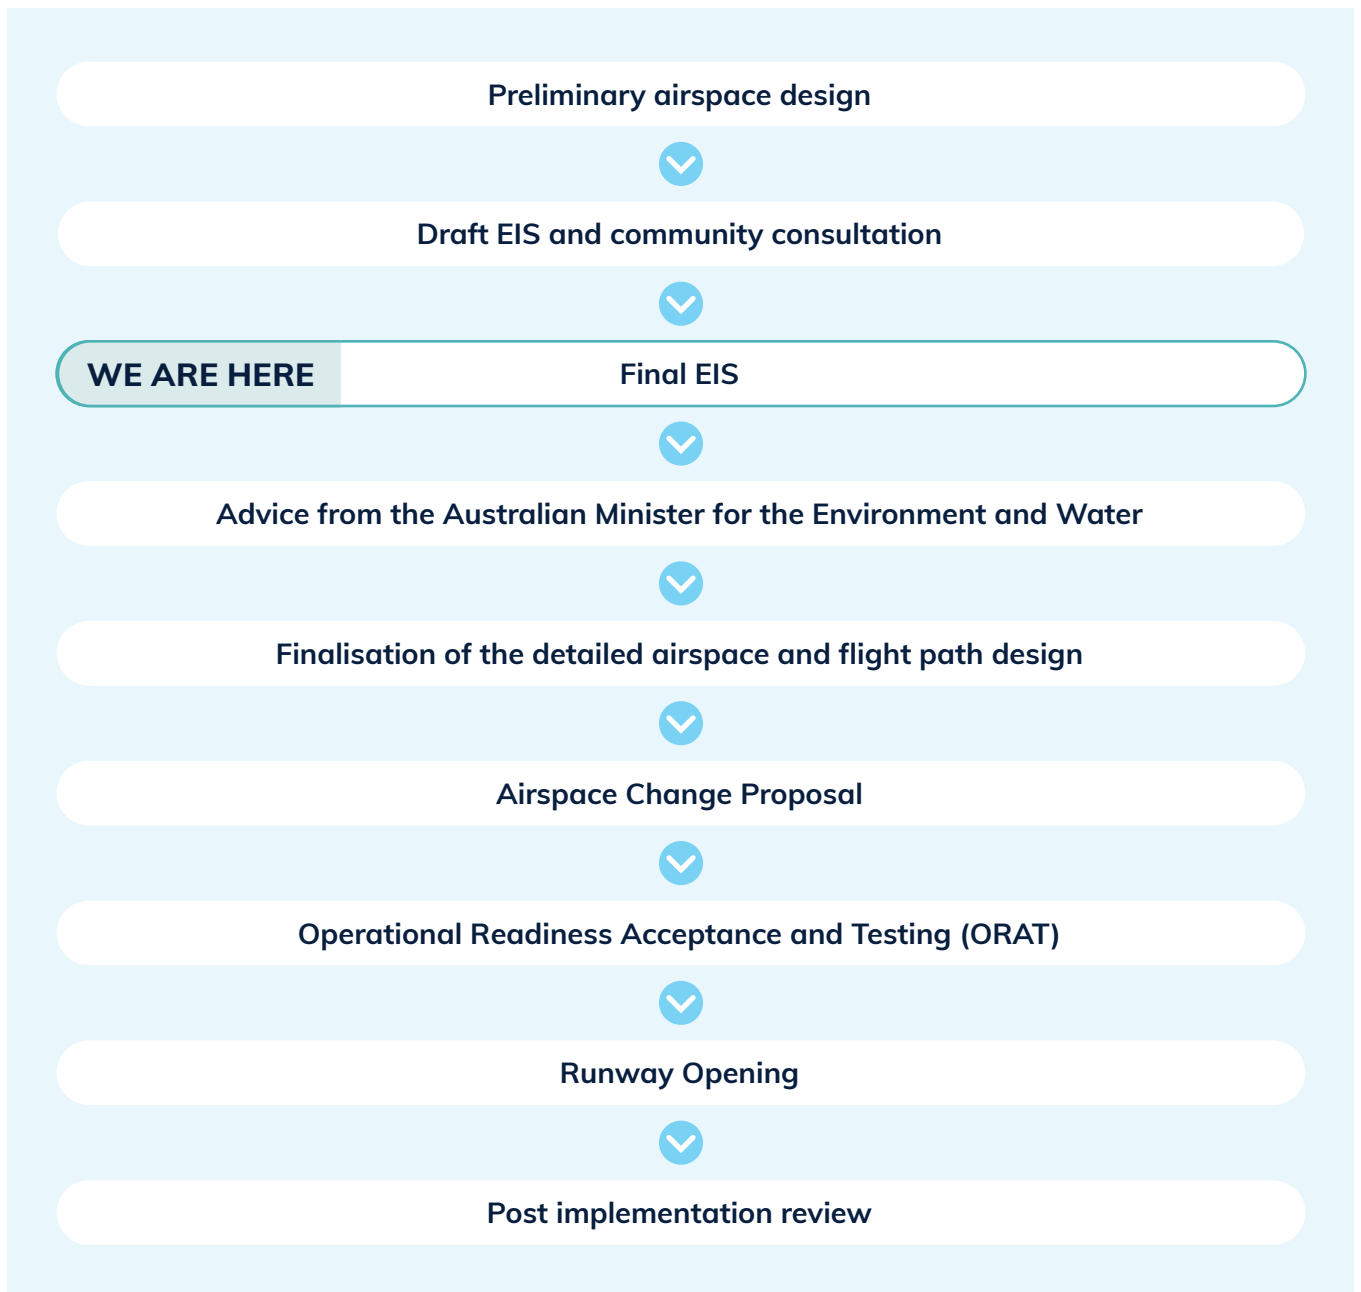 Preliminary airspace design
Draft EIS and community consultation
WE ARE HERE
Final EIS
Advice from the Australian Minister for the Environment and Water
Finalisation of the detailed airspace and flight path design
Airspace Change Proposal
Operational Readiness Acceptance and Testing (ORAT)
Runway Opening
Post implementation review